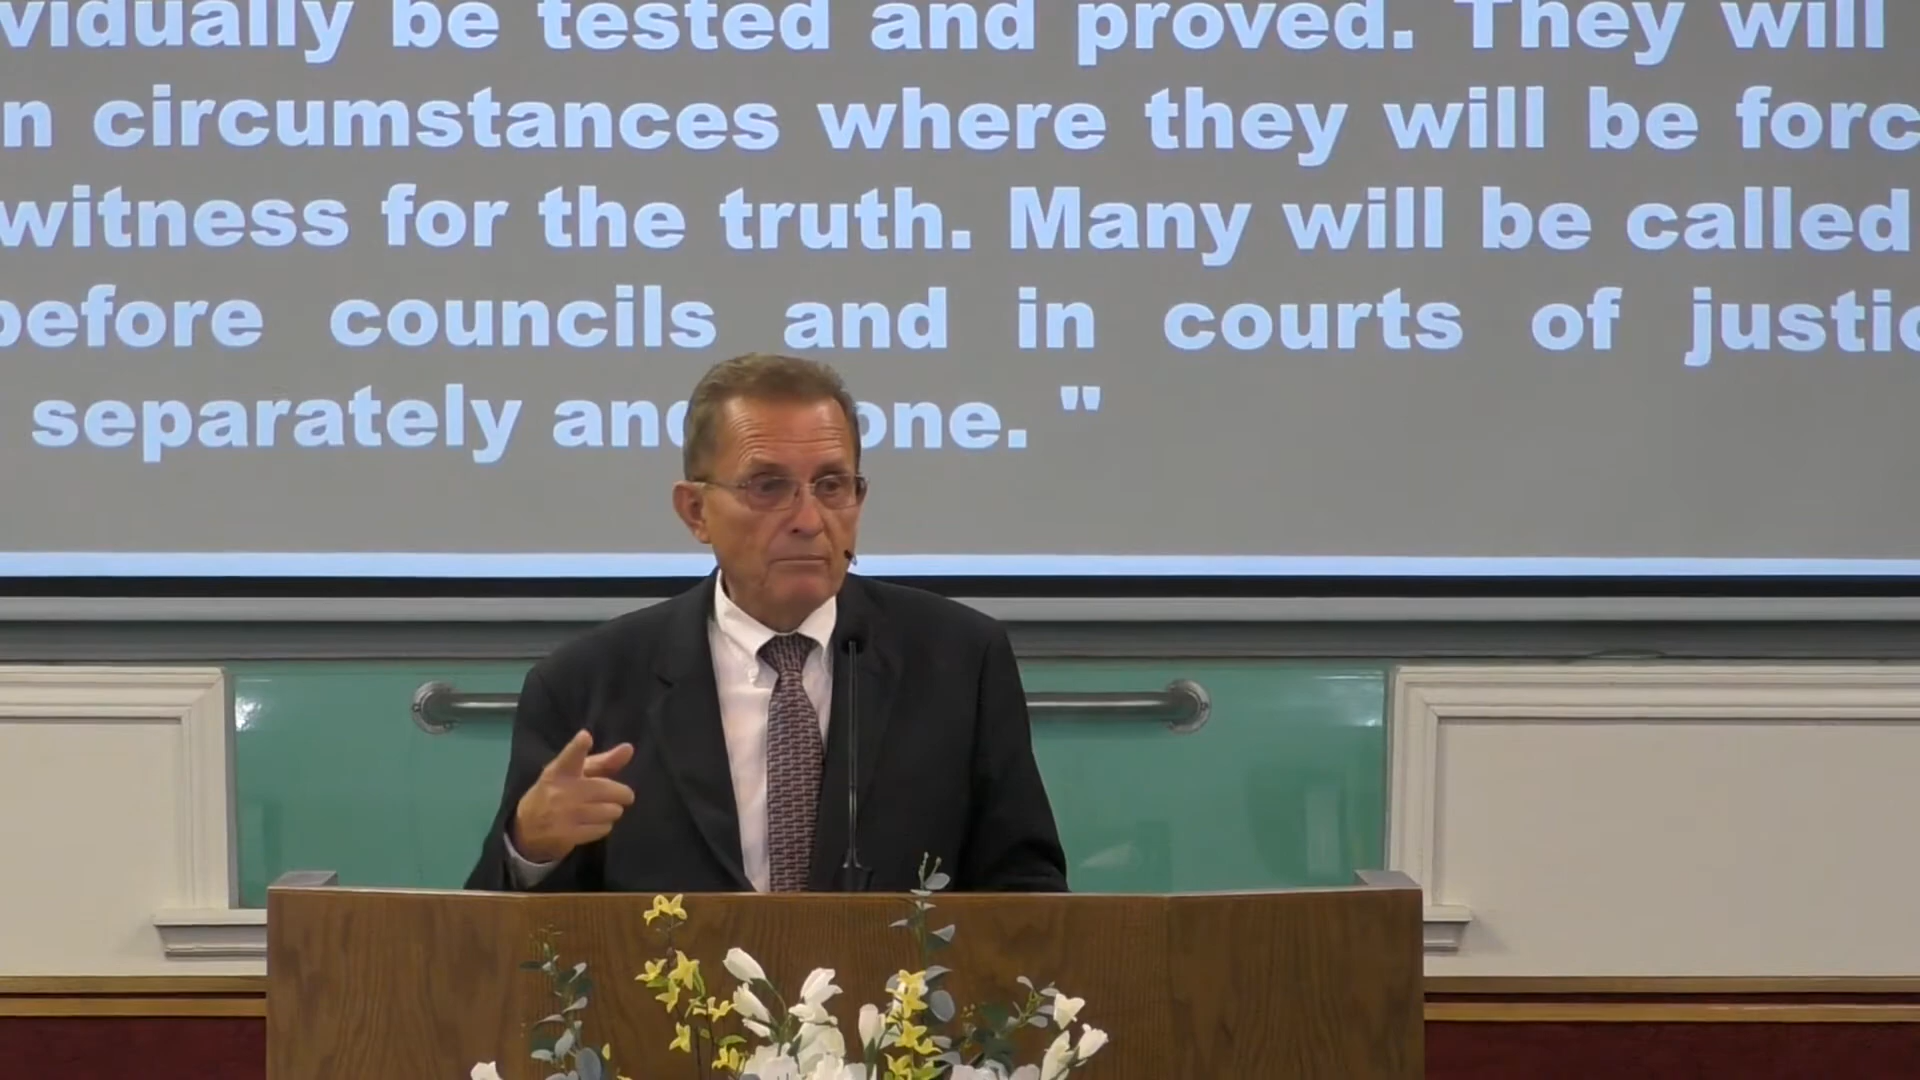 vidually be tested and proved. They will
n circumstances where they will be forc
witness for the truth. Many will be called
before councils and in courts of justic
separately and one. "